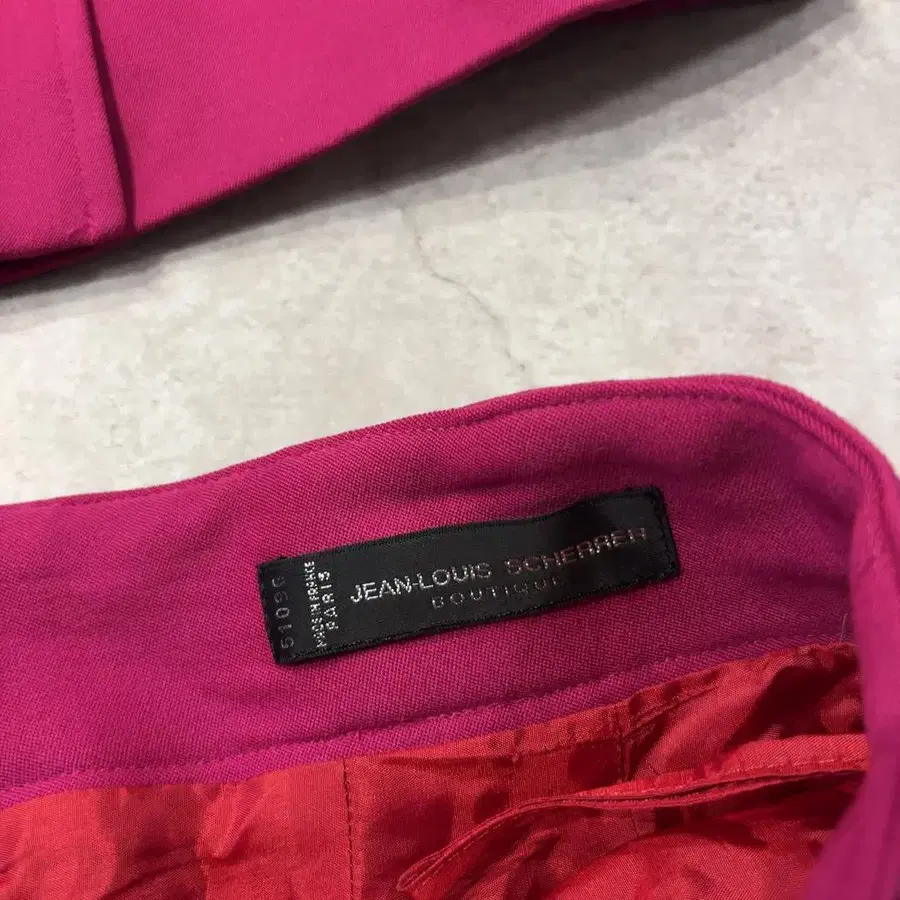 JEAN-LOUIS SCHERRER
BOUTIQUE
MADE IN FRANCE
PARIS
51096